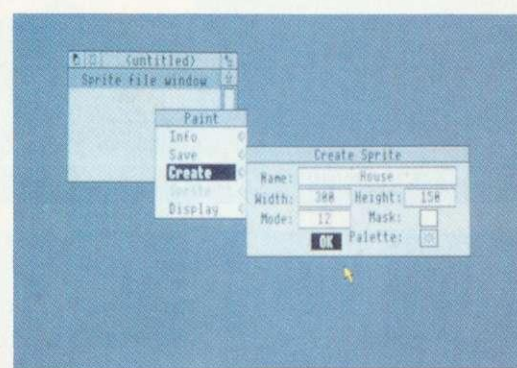 (untitled)
Sprite file window
Paint
Info
Save
Create
Sprite
Display
Create Sprite
Name: House
Width: 300 Height: 150
Mode: 12 Mask:
OK Palette: